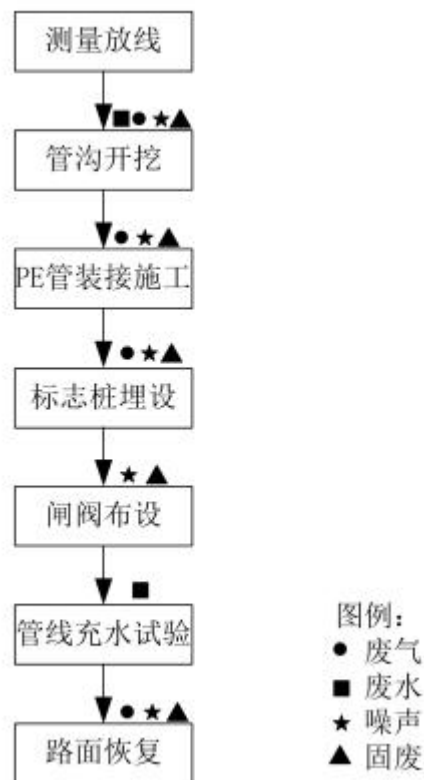 测量放线
管沟开挖
PE管装接施工
标志桩埋设
闸阀布设
管线充水试验
路面恢复
图例：
废气
废水
噪声
固废